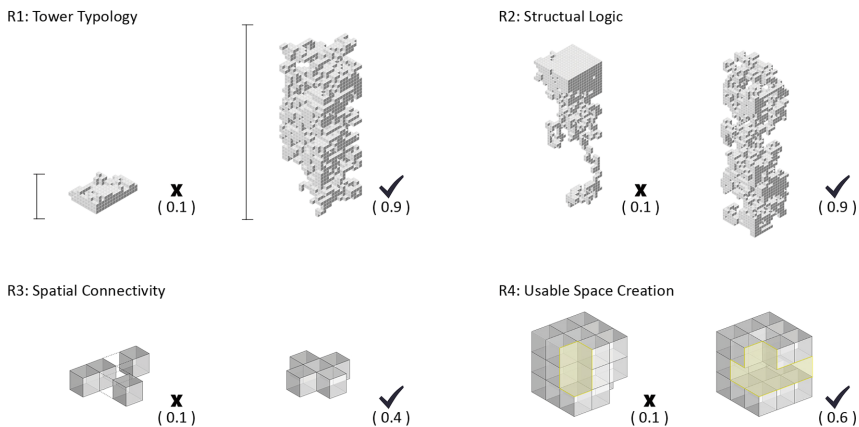 R1: Tower Typology
R2: Structual Logic
x
( 0.1 )
( 0.9 )
x
( 0.1 )
( 0.9 )
R3: Spatial Connectivity
R4: Usable Space Creation
x
( 0.1 )
( 0.4 )
x
( 0.1 )
( 0.6 )